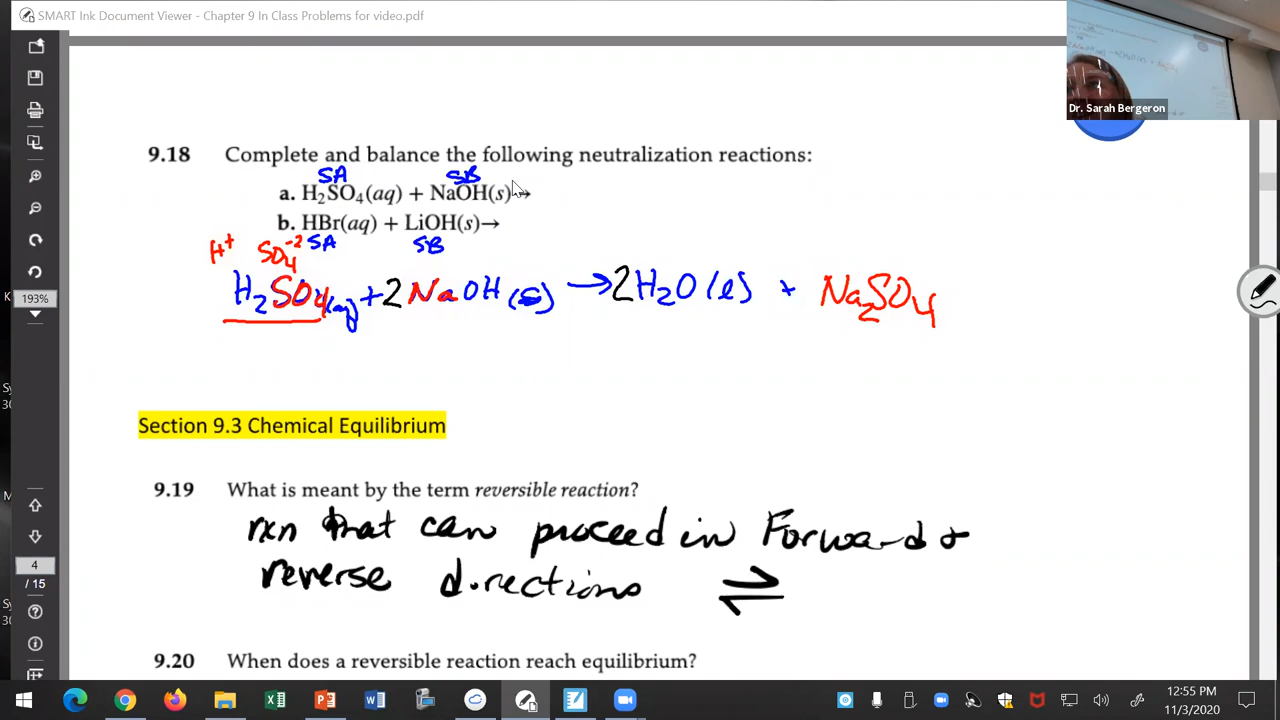 SMART Ink Document Viewer - Chapter 9 In Class Problems for video.pdf
Dr. Sarah Bergeron
9.18 Complete and balance the following neutralization reactions:
SA SB
a. H₂SO₄(aq) + NaOH(s)→
b. HBr(aq) + LiOH(s)→
H⁺ SO₄⁻² SA SB
H₂SO₄(aq) + 2NaOH(s) → 2H₂O(l) + Na₂SO₄
193%
Section 9.3 Chemical Equilibrium
9.19 What is meant by the term reversible reaction?
rxn that can proceed in Forward &
reverse directions ⇌
4
/ 15
9.20 When does a reversible reaction reach equilibrium?
12:55 PM
11/3/2020